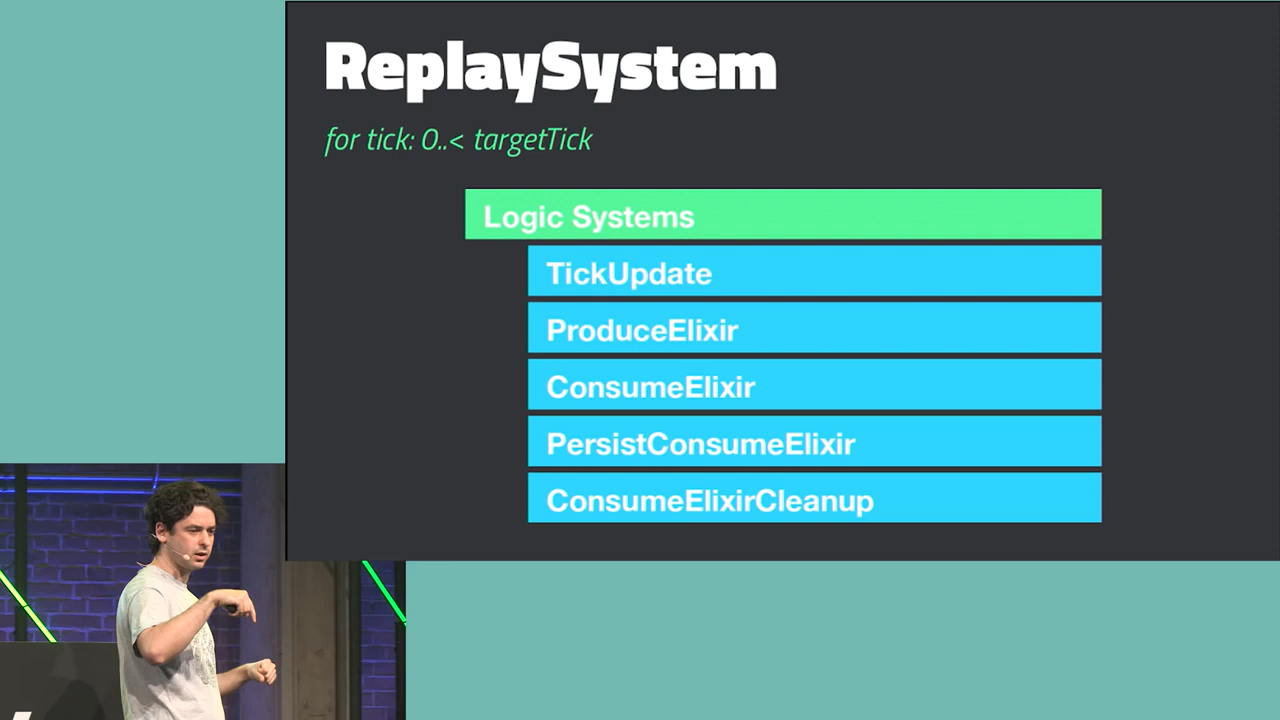 ReplaySystem
for tick: 0..< targetTick
Logic Systems
TickUpdate
ProduceElixir
ConsumeElixir
PersistConsumeElixir
ConsumeElixirCleanup